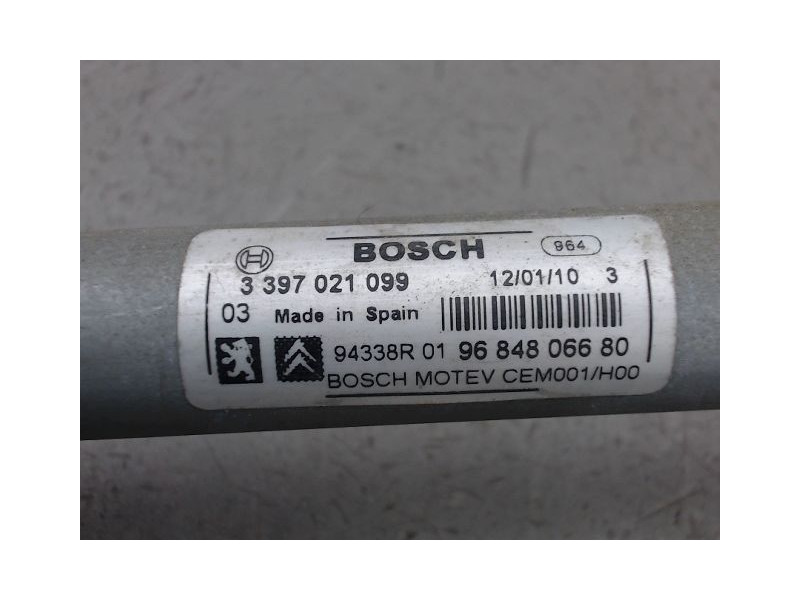 BOSCH 964
3 397 021 099 12/01/10 3
03 Made in Spain
94338R 01 96 848 066 80
BOSCH MOTEV CEM001/H00